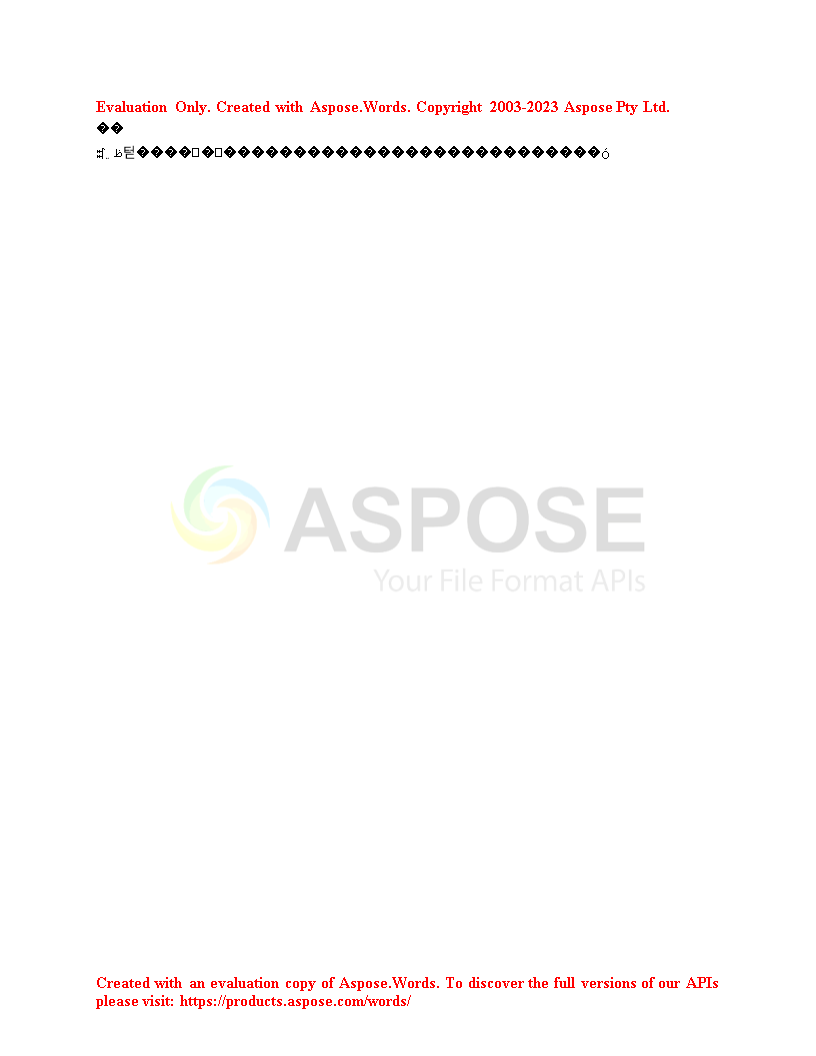 Evaluation Only. Created with Aspose.Words. Copyright 2003-2023 Aspose Pty Ltd.
ASPOSE
Your File Format APIs
Created with an evaluation copy of Aspose.Words. To discover the full versions of our APIs
please visit: https://products.aspose.com/words/